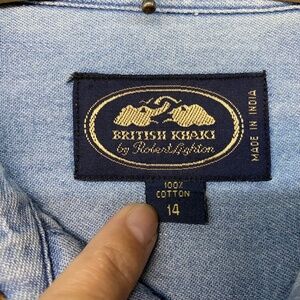 BRITISH KHAKI
by Robert Lighton
MADE IN INDIA
100%
COTTON
14